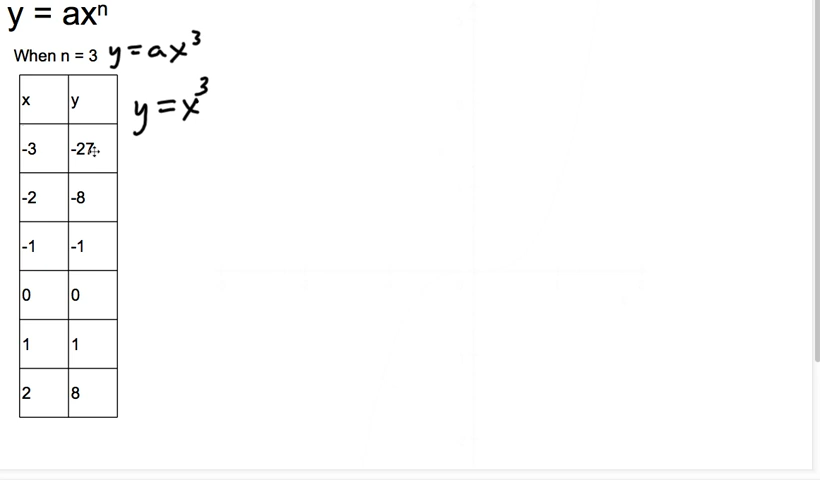 y = axⁿ
When n = 3 y = ax³
x y
y = x³
-3 -27
-2 -8
-1 -1
0 0
1 1
2 8